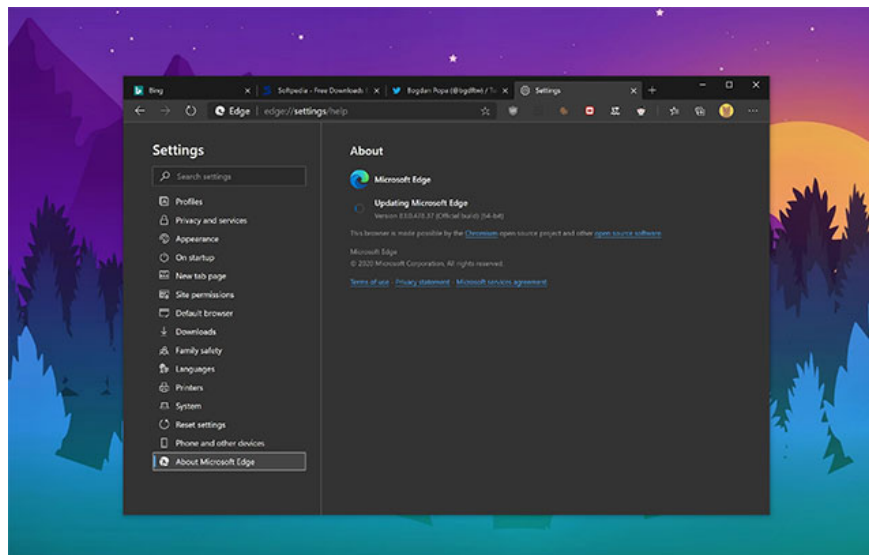 Bing
Softpedia - Free Downloads
Bogdan Popa (@bgdftw) / Tw
Settings
Edge | edge://settings/help
Settings
Search settings
Profiles
Privacy and services
Appearance
On startup
New tab page
Site permissions
Default browser
Downloads
Family safety
Languages
Printers
System
Reset settings
Phone and other devices
About Microsoft Edge
About
Microsoft Edge
Updating Microsoft Edge
Version 83.0.478.37 (Official build) (64-bit)
This browser is made possible by the Chromium open source project and other open source software.
Microsoft Edge
© 2020 Microsoft Corporation. All rights reserved.
Terms of use · Privacy statement · Microsoft services agreement